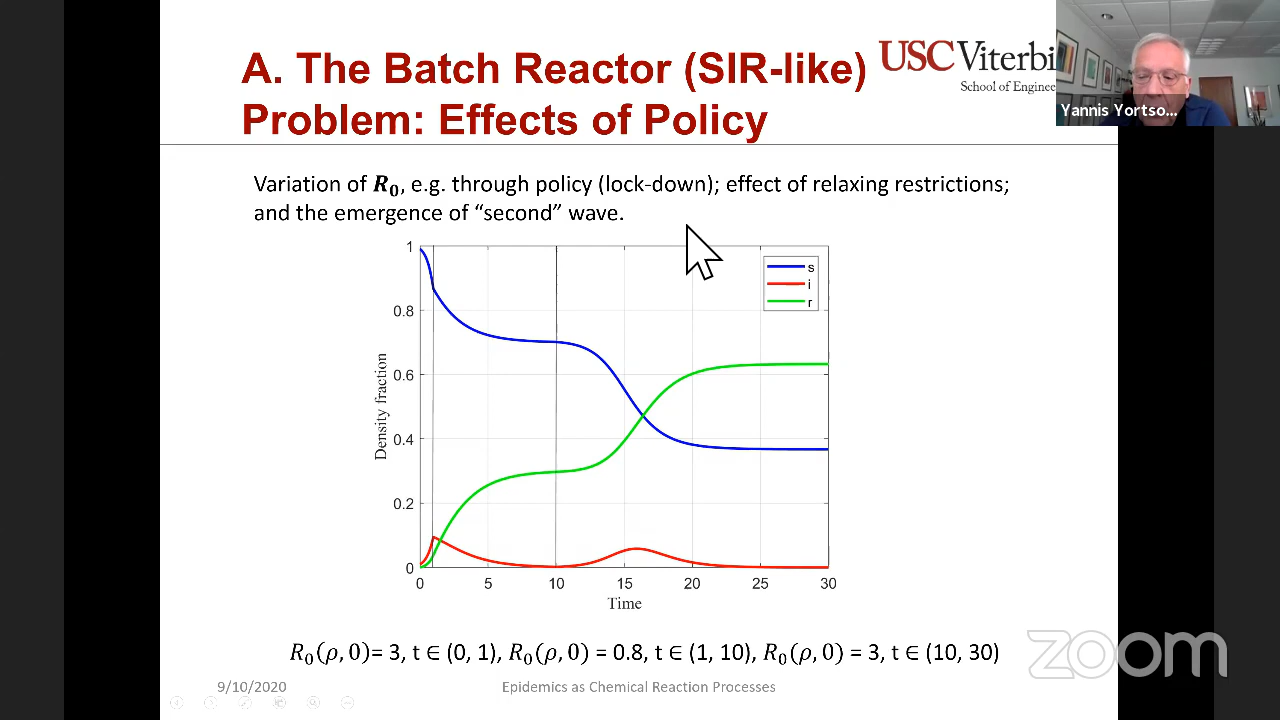 A. The Batch Reactor (SIR-like)
Problem: Effects of Policy
USC Viterbi
School of Enginee
Yannis Yortso...
Variation of R₀, e.g. through policy (lock-down); effect of relaxing restrictions;
and the emergence of “second” wave.
1
0.8
0.6
0.4
0.2
0
Density fraction
s
i
r
0 5 10 15 20 25 30
Time
R₀(ρ, 0)= 3, t ∈ (0, 1), R₀(ρ, 0) = 0.8, t ∈ (1, 10), R₀(ρ, 0) = 3, t ∈ (10, 30)
zoom
9/10/2020
Epidemics as Chemical Reaction Processes